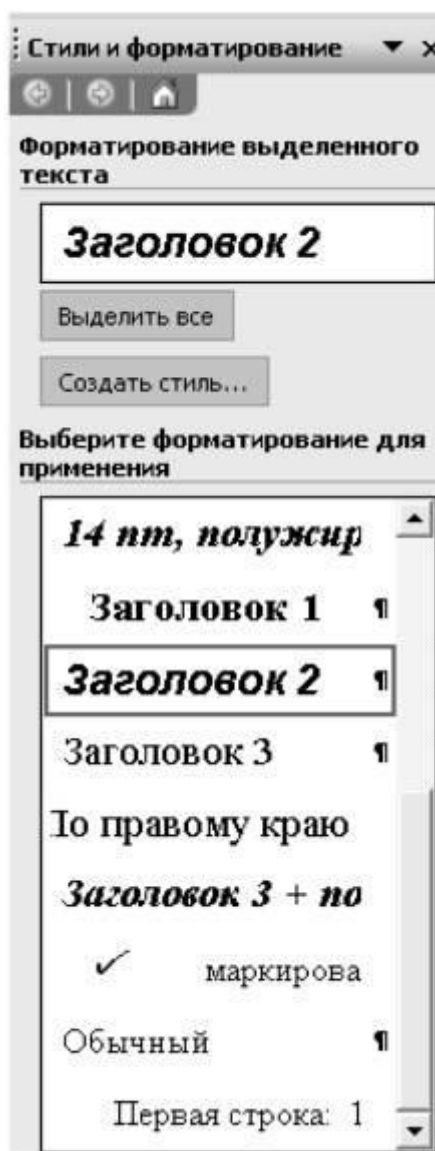 Стили и форматирование
Форматирование выделенного
текста
Заголовок 2
Выделить все
Создать стиль...
Выберите форматирование для
применения
14 пт, полужир
Заголовок 1 ¶
Заголовок 2 ¶
Заголовок 3 ¶
По правому краю
Заголовок 3 + по
маркирова
Обычный ¶
Первая строка: 1